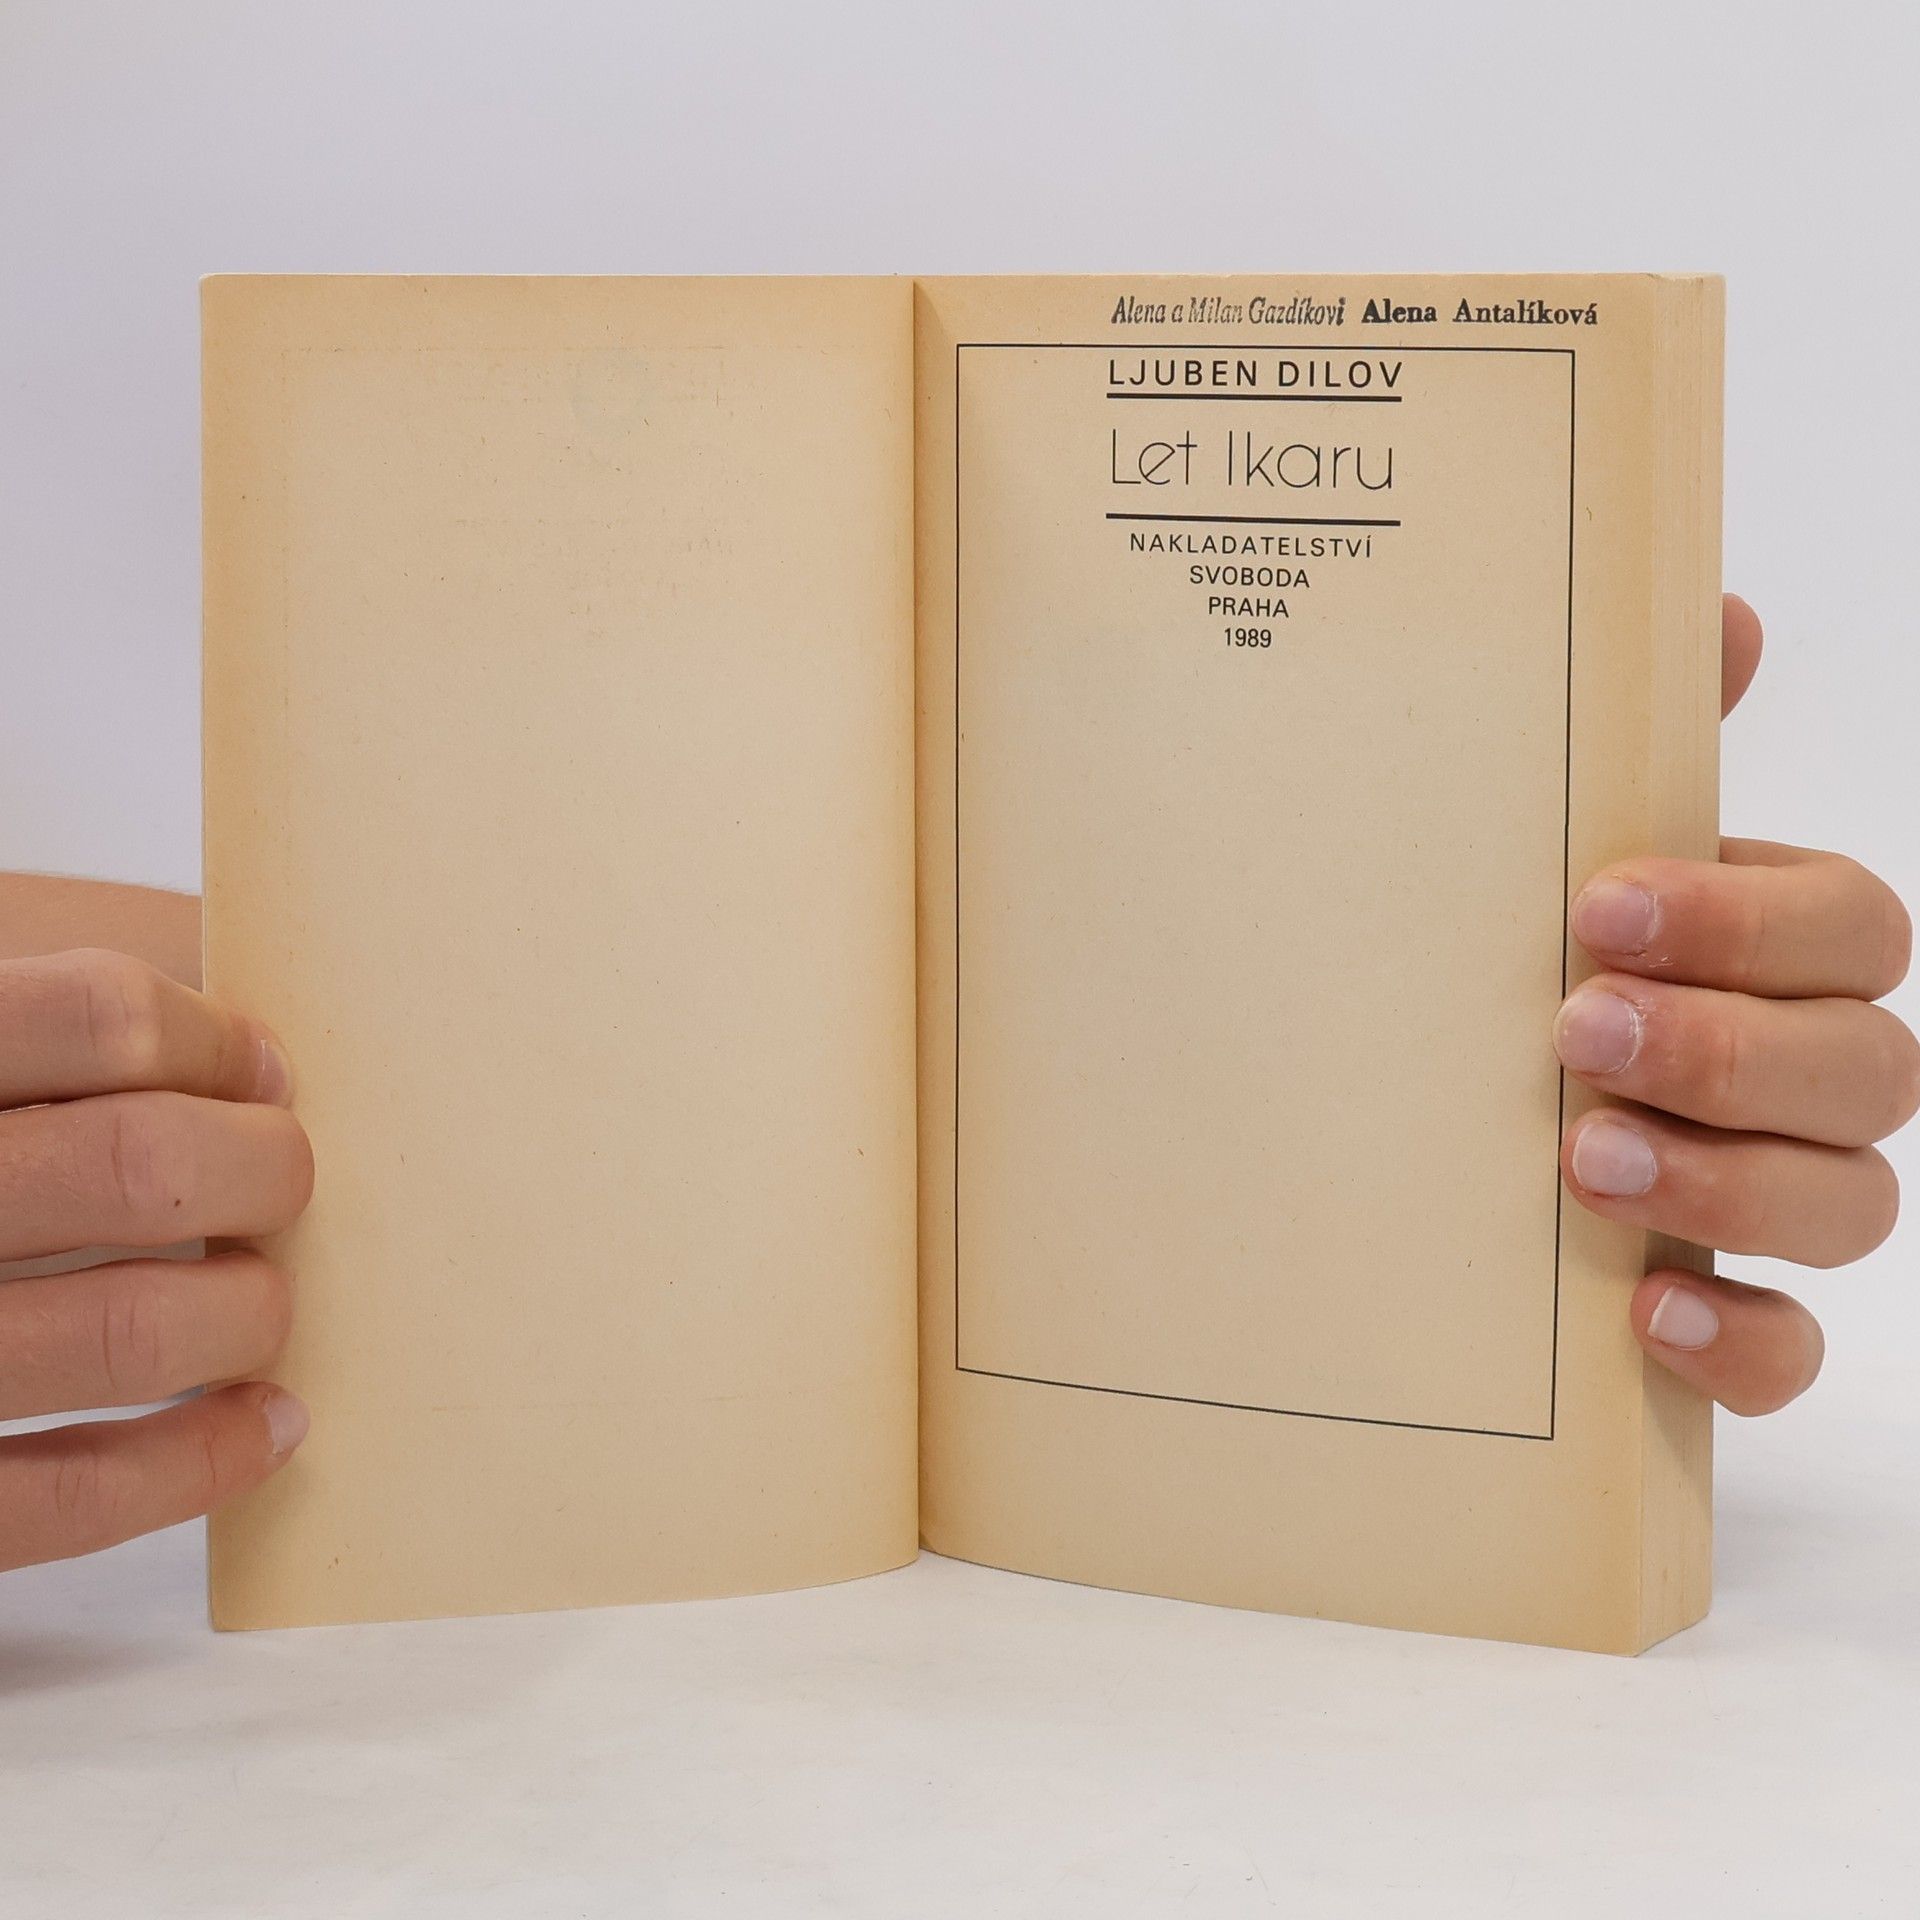 Alena a Milan Gazdíkovi Alena Antalíková
LJUBEN DILOV
Let Ikaru
NAKLADATELSTVÍ
SVOBODA
PRAHA
1989